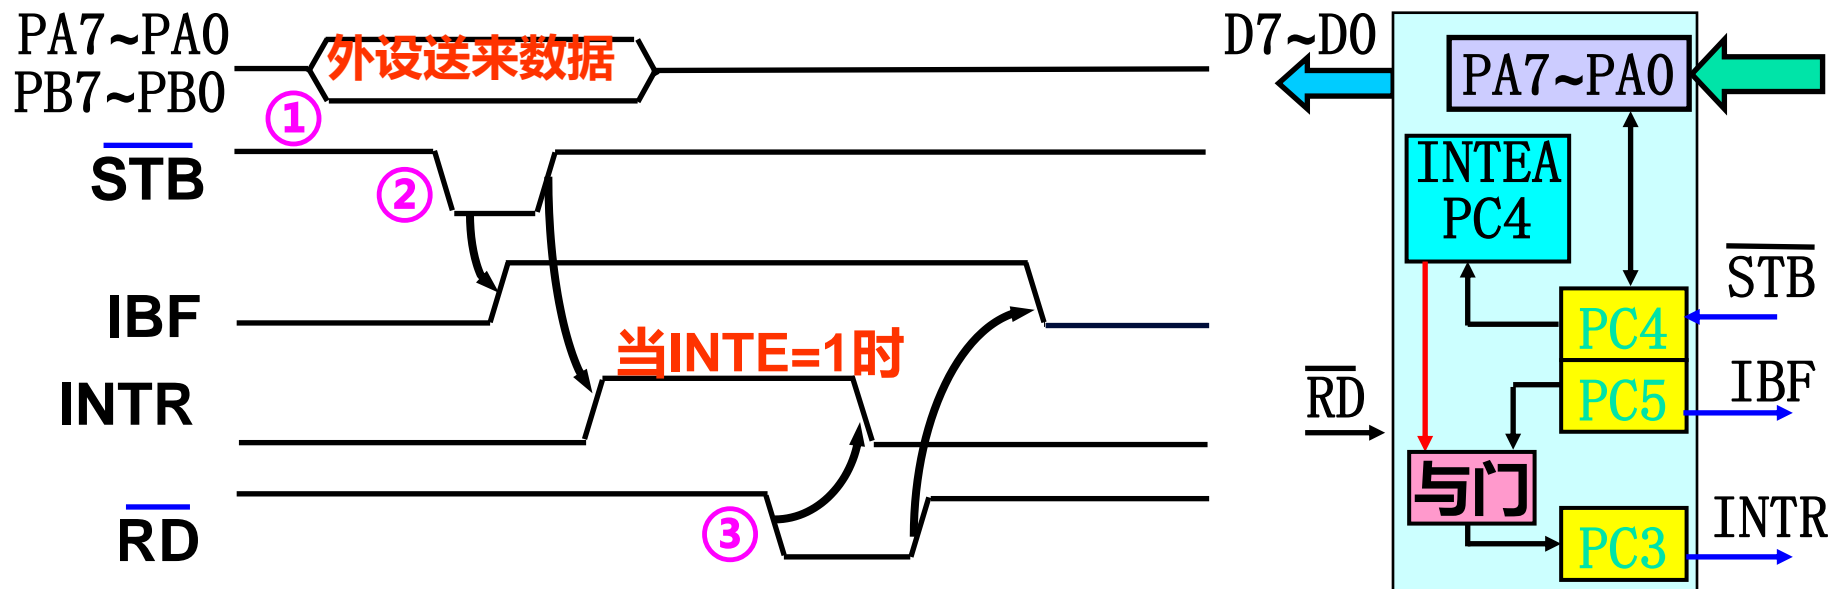 PA7~PA0
PB7~PB0
外设送来数据
①
STB
②
IBF
当INTE=1时
INTR
RD
③
D7~D0
PA7~PA0
INTEA
PC4
STB
PC4
IBF
PC5
RD
与门
INTR
PC3